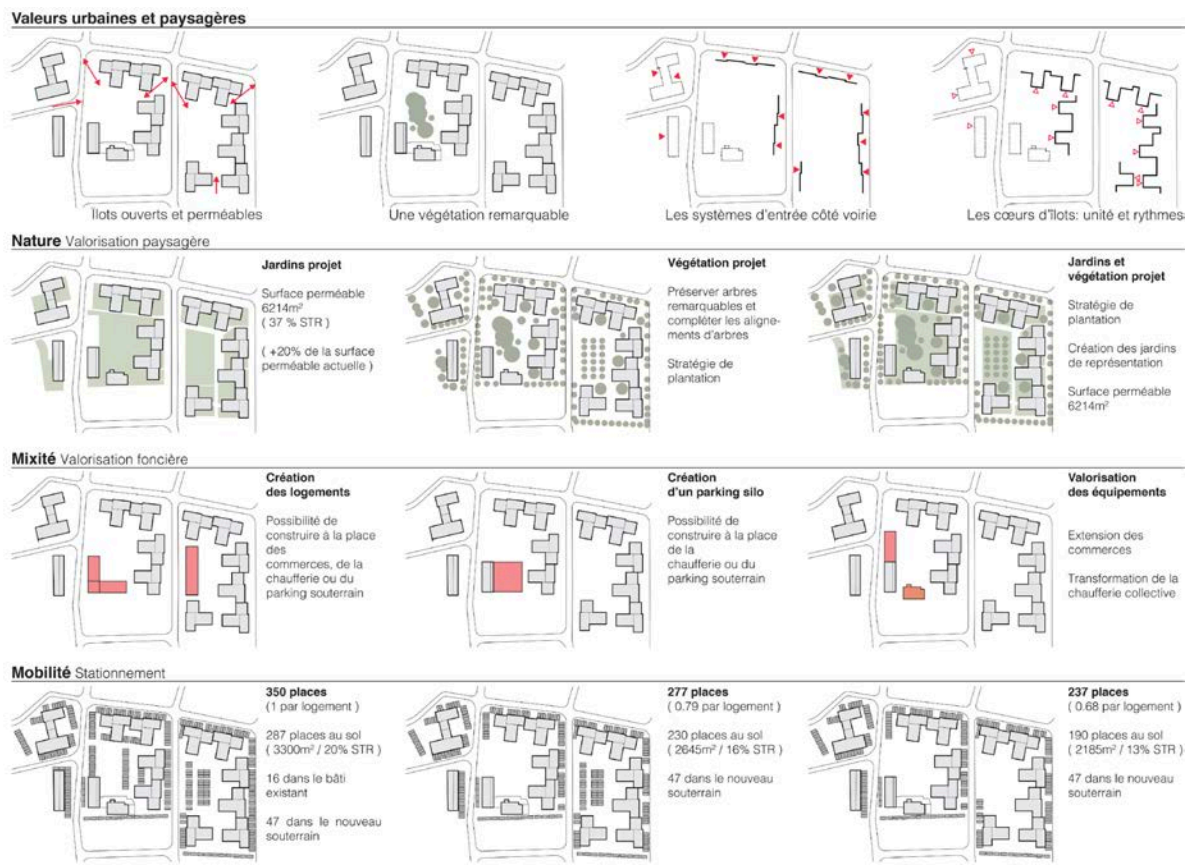 Valeurs urbaines et paysagères
Îlots ouverts et perméables
Une végétation remarquable
Les systèmes d'entrée côté voirie
Les cœurs d'îlots: unité et rythmes
Nature Valorisation paysagère
Jardins projet
Surface perméable
6214m²
( 37 % STR )
( +20% de la surface
perméable actuelle )
Végétation projet
Préserver arbres
remarquables et
compléter les aligne-
ments d'arbres
Stratégie de
plantation
Jardins et
végétation projet
Stratégie de
plantation
Création des jardins
de représentation
Surface perméable
6214m²
Mixité Valorisation foncière
Création
des logements
Possibilité de
construire à la place
des
commerces, de la
chaufferie ou du
parking souterrain
Création
d'un parking silo
Possibilité de
construire à la place
de la
chaufferie ou du
parking souterrain
Valorisation
des équipements
Extension des
commerces
Transformation de la
chaufferie collective
Mobilité Stationnement
350 places
(1 par logement )
287 places au sol
( 3300m² / 20% STR )
16 dans le bâti
existant
47 dans le nouveau
souterrain
277 places
( 0.79 par logement )
230 places au sol
( 2645m² / 16% STR )
47 dans le nouveau
souterrain
237 places
( 0.68 par logement )
190 places au sol
( 2185m² / 13% STR )
47 dans le nouveau
souterrain